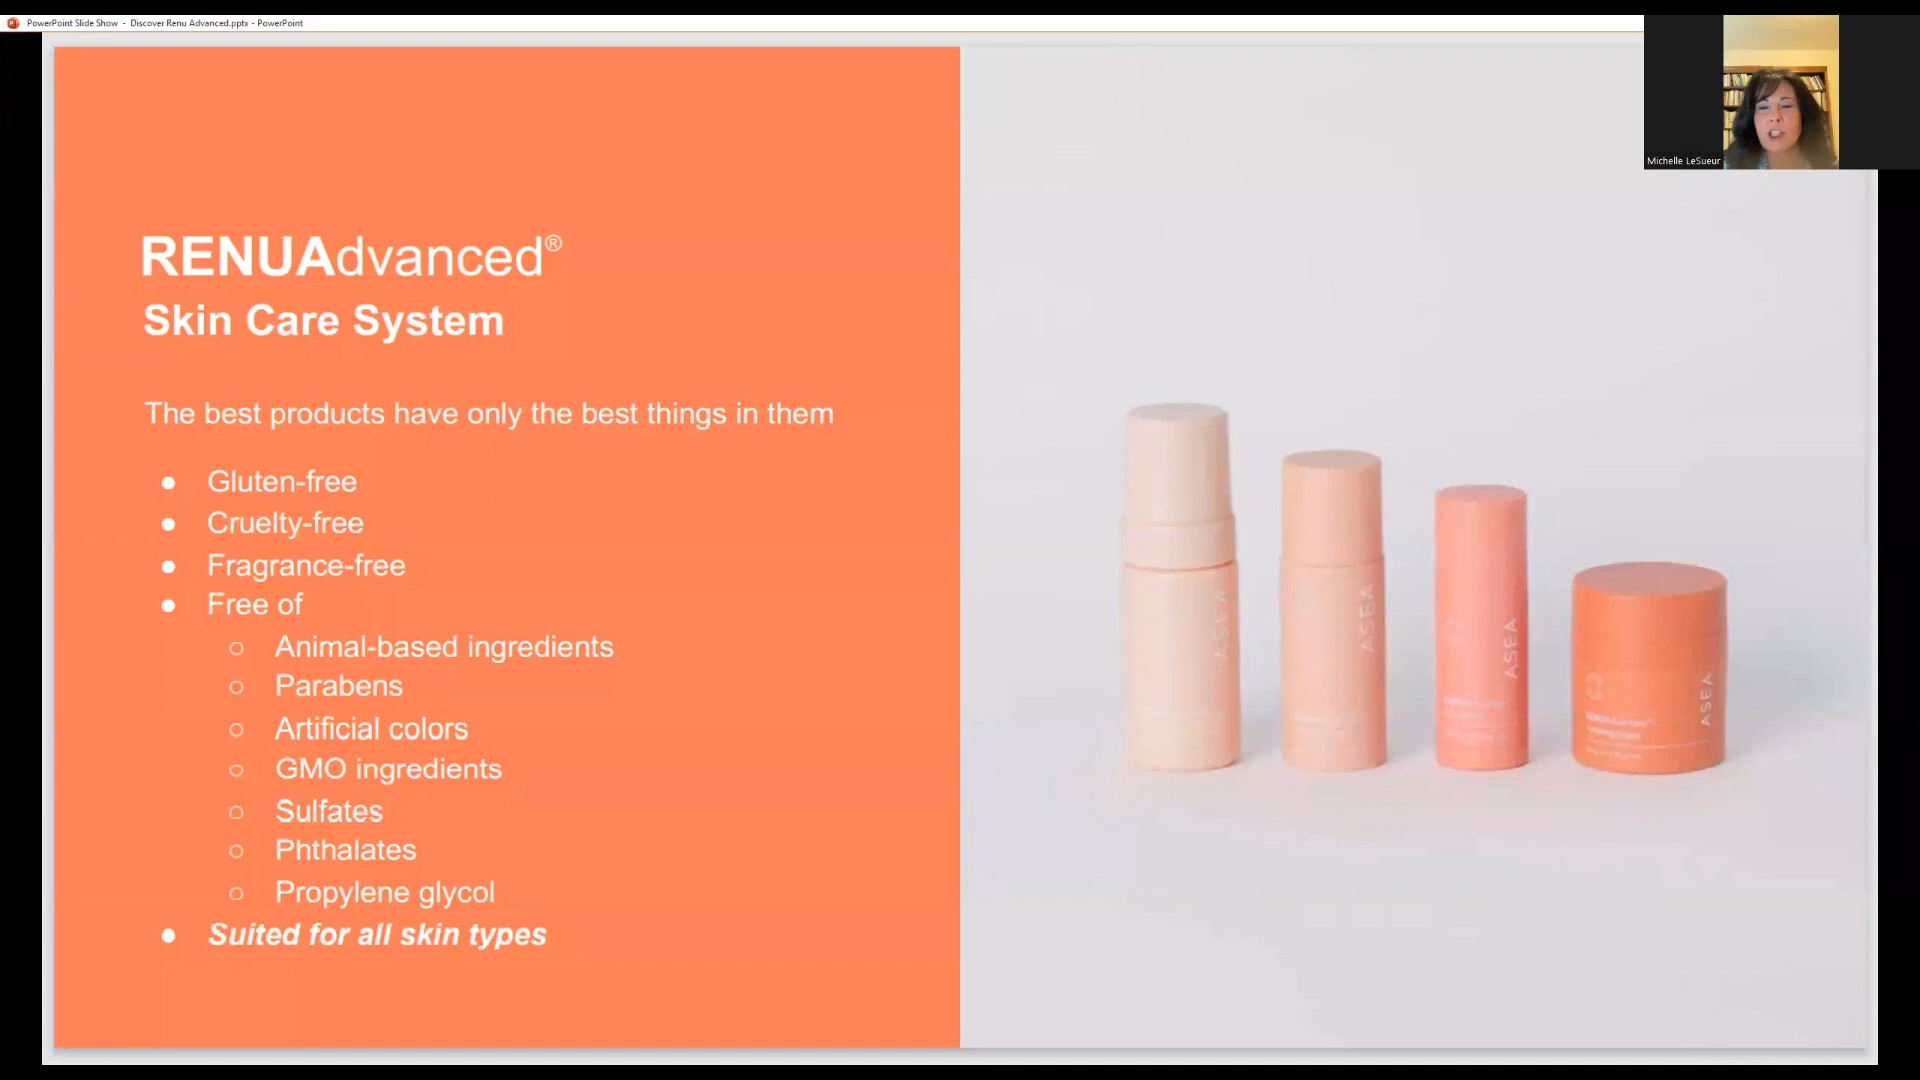 PowerPoint Slide Show - Discover Renu Advanced.pptx - PowerPoint
Michelle LeSueur
RENUAdvanced®
Skin Care System
The best products have only the best things in them
● Gluten-free
● Cruelty-free
● Fragrance-free
● Free of
○ Animal-based ingredients
○ Parabens
○ Artificial colors
○ GMO ingredients
○ Sulfates
○ Phthalates
○ Propylene glycol
● Suited for all skin types
ASEA
ASEA
ASEA
ASEA